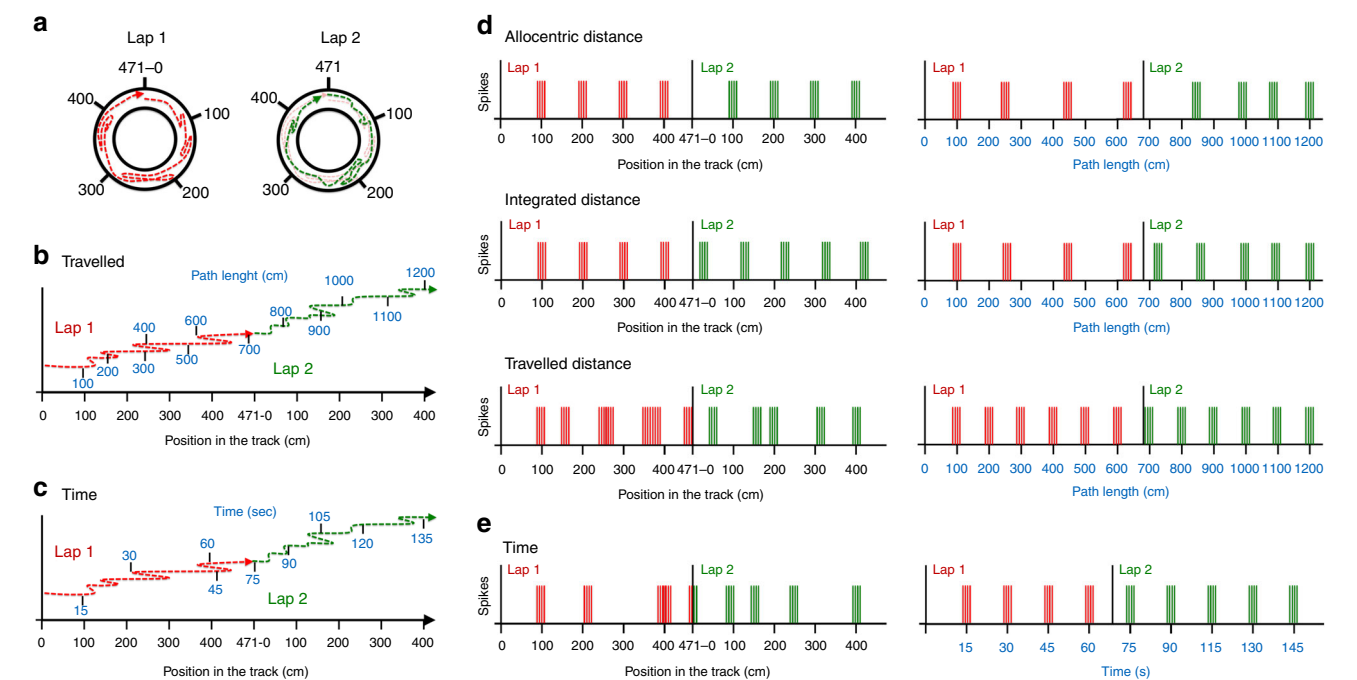 a
Lap 1
Lap 2
471–0
471
400
100
300
200
400
100
300
200
b
Travelled
Path lenght (cm)
1200
1000
800
600
400
Lap 1
200
100
300
500
700
900
1100
Lap 2
0 100 200 300 400 471-0 100 200 300 400
Position in the track (cm)
c
Time
Time (sec)
105
60
30
Lap 1
15
45
75
90
120
135
Lap 2
0 100 200 300 400 471-0 100 200 300 400
Position in the track (cm)
d
Allocentric distance
Spikes
Lap 1
Lap 2
0 100 200 300 400 471–0 100 200 300 400
Position in the track (cm)
Lap 1
Lap 2
0 100 200 300 400 500 600 700 800 900 1000 1100 1200
Path length (cm)
Integrated distance
Spikes
Lap 1
Lap 2
0 100 200 300 400 471–0 100 200 300 400
Position in the track (cm)
Lap 1
Lap 2
0 100 200 300 400 500 600 700 800 900 1000 1100 1200
Path length (cm)
Travelled distance
Spikes
Lap 1
Lap 2
0 100 200 300 400 471–0 100 200 300 400
Position in the track (cm)
Lap 1
Lap 2
0 100 200 300 400 500 600 700 800 900 1000 1100 1200
Path length (cm)
e
Time
Spikes
Lap 1
Lap 2
0 100 200 300 400 471–0 100 200 300 400
Position in the track (cm)
Lap 1
Lap 2
15 30 45 60 75 90 115 130 145
Time (s)